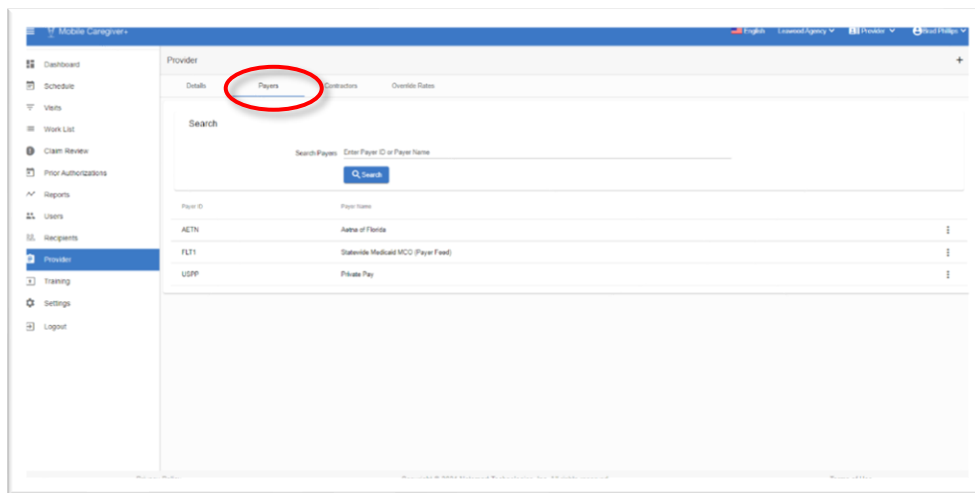 Mobile Caregiver+
English Leawood Agency Provider Brad Phillips
Dashboard
Schedule
Visits
Work List
Claim Review
Prior Authorizations
Reports
Users
Recipients
Provider
Training
Settings
Logout
Provider
Details Payers Contractors Override Rates
Search
Search Payers Enter Payer ID or Payer Name
Search
Payer ID Payer Name
AETN Aetna of Florida
FLT1 Statewide Medicaid MCO (Payer Feed)
USPP Private Pay